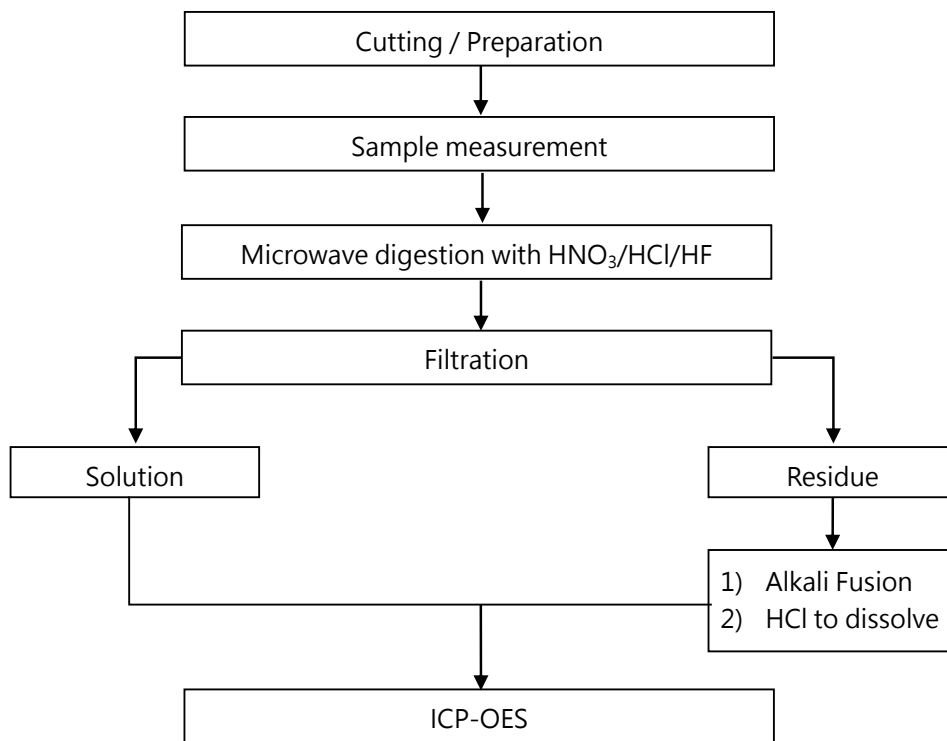 Cutting / Preparation
Sample measurement
Microwave digestion with HNO₃/HCl/HF
Filtration
Solution
Residue
1) Alkali Fusion
2) HCl to dissolve
ICP-OES